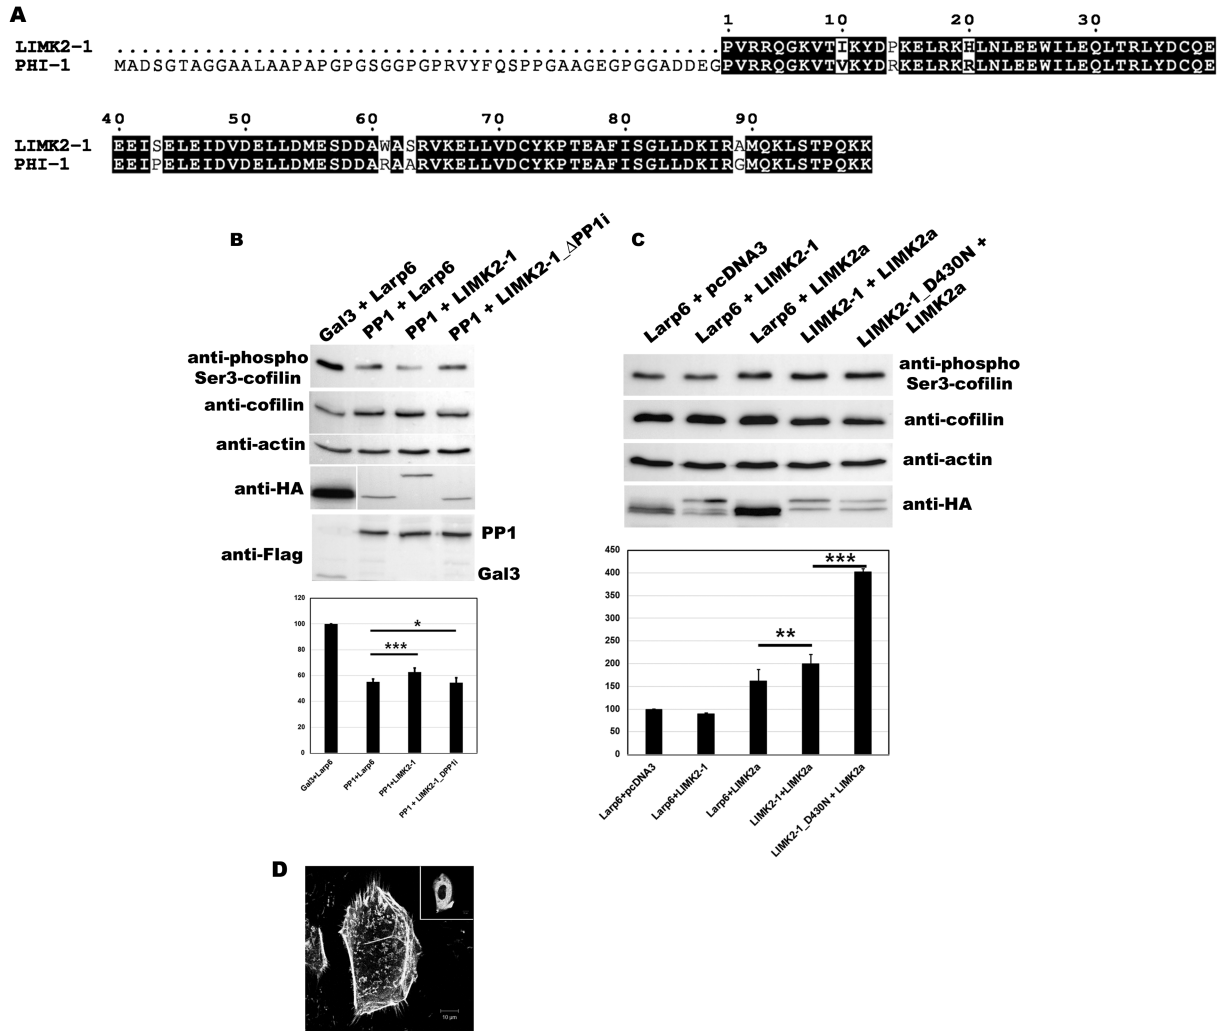 A
1 10 20 30
LIMK2-1 ........................................................PVRRQGKVTIKYDPKELRKHLNLEEWILEQLTRLYDCQE
PHI-1 MADSGTAGGAALAAPAPGPGSGGPGPRVYFQSPPGAAGEGPGGADDEGPVRRQGKVTVKYDRKELRKRLNLEEWILEQLTRLYDCQE
40 50 60 70 80 90
LIMK2-1 EEISELEIDVDELLDMESDDAWASRVKELLVDCYKPTEAFISGLLDKIRAMQKLSTPQKK
PHI-1 EEIPELEIDVDELLDMESDDARAARVKELLVDCYKPTEAFISGLLDKIRGMQKLSTPQKK
B
Gal3 + Larp6
PP1 + Larp6
PP1 + LIMK2-1
PP1 + LIMK2-1_ΔPP1i
anti-phospho
Ser3-cofilin
anti-cofilin
anti-actin
anti-HA
anti-Flag
PP1
Gal3
120
100
80
60
40
20
0
*
***
Gal3+Larp6
PP1+Larp6
PP1+LIMK2-1
PP1 + LIMK2-1_DPP1i
C
Larp6 + pcDNA3
Larp6 + LIMK2-1
Larp6 + LIMK2a
LIMK2-1 + LIMK2a
LIMK2-1_D430N +
LIMK2a
anti-phospho
Ser3-cofilin
anti-cofilin
anti-actin
anti-HA
450
400
350
300
250
200
150
100
50
0
***
**
Larp6+pcDNA3
Larp6+LIMK2-1
Larp6+LIMK2a
LIMK2-1+LIMK2a
LIMK2-1_D430N + LIMK2a
D
10 µm